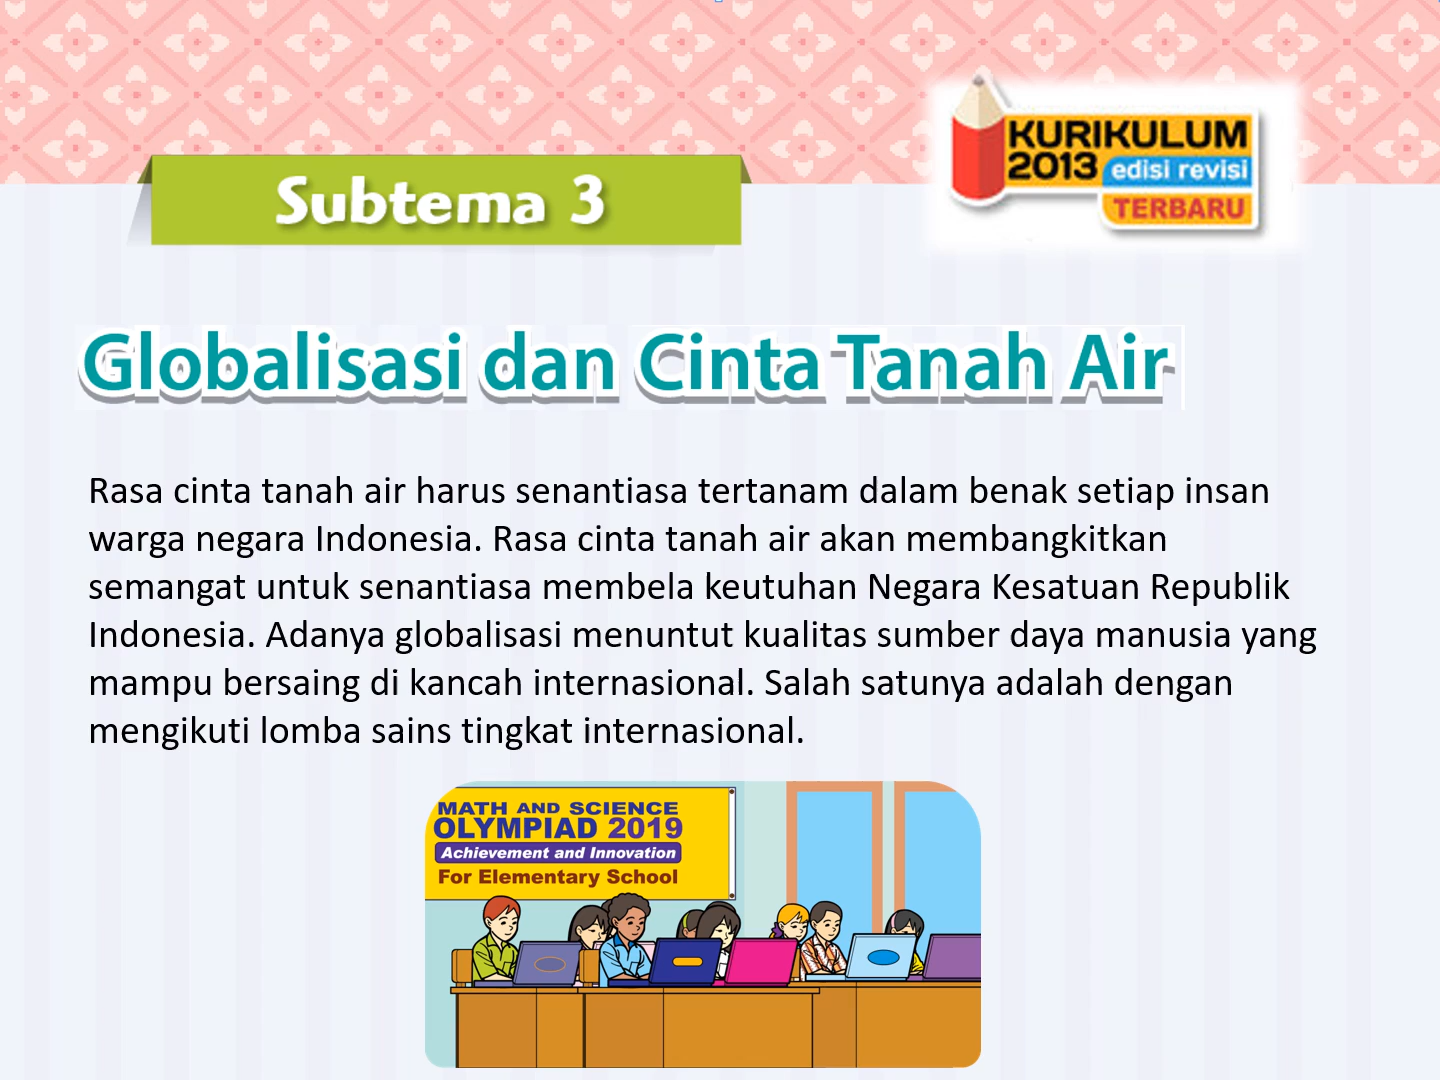 Subtema 3
KURIKULUM
2013 edisi revisi
TERBARU
Globalisasi dan Cinta Tanah Air
Rasa cinta tanah air harus senantiasa tertanam dalam benak setiap insan
warga negara Indonesia. Rasa cinta tanah air akan membangkitkan
semangat untuk senantiasa membela keutuhan Negara Kesatuan Republik
Indonesia. Adanya globalisasi menuntut kualitas sumber daya manusia yang
mampu bersaing di kancah internasional. Salah satunya adalah dengan
mengikuti lomba sains tingkat internasional.
MATH AND SCIENCE
OLYMPIAD 2019
Achievement and Innovation
For Elementary School